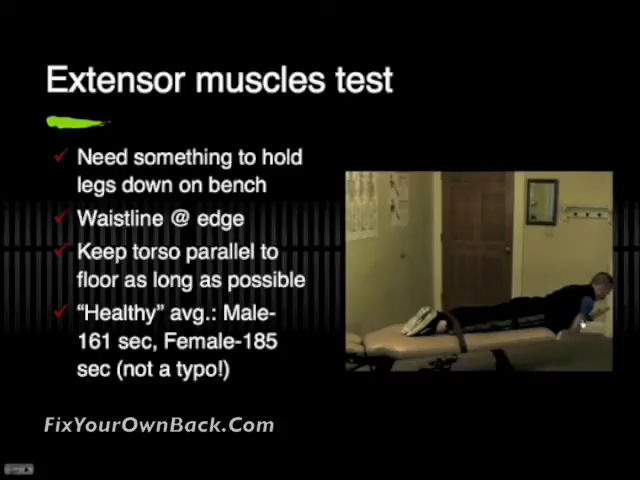 Extensor muscles test
Need something to hold
legs down on bench
Waistline @ edge
Keep torso parallel to
floor as long as possible
“Healthy” avg.: Male-
161 sec, Female-185
sec (not a typo!)
FixYourOwnBack.Com